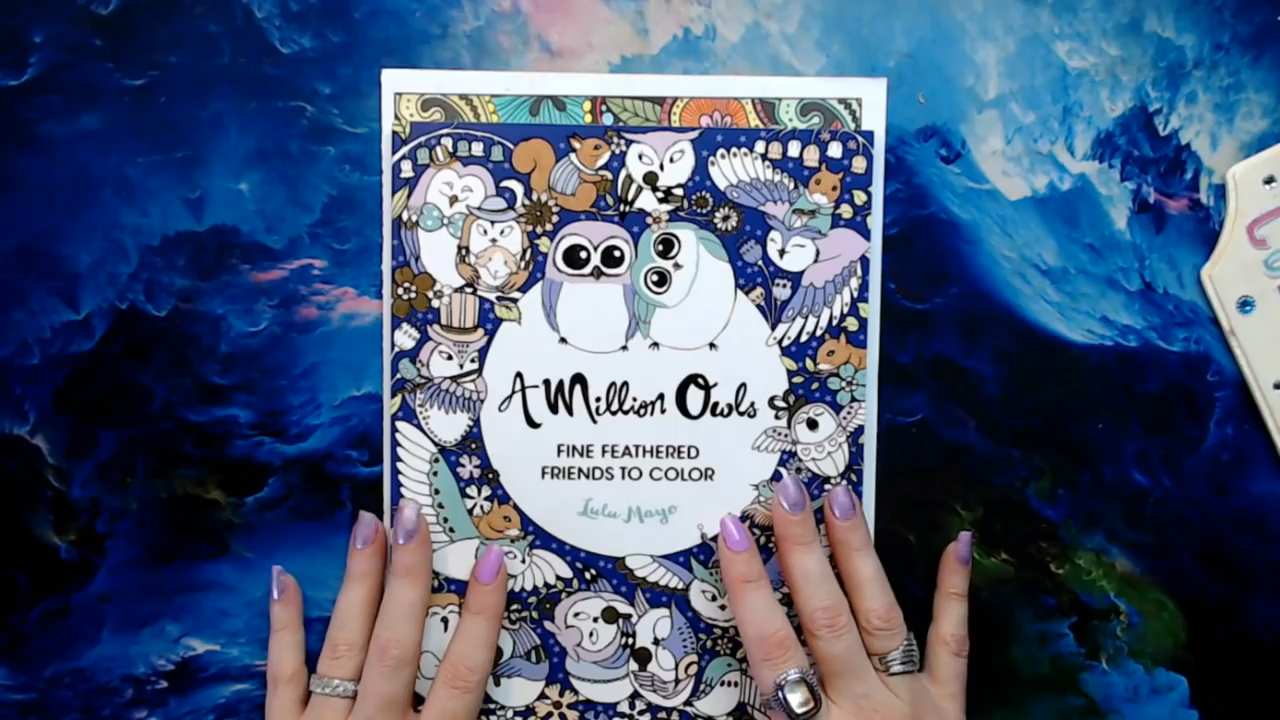 A Million Owls
FINE FEATHERED
FRIENDS TO COLOR
Lulu Mayo